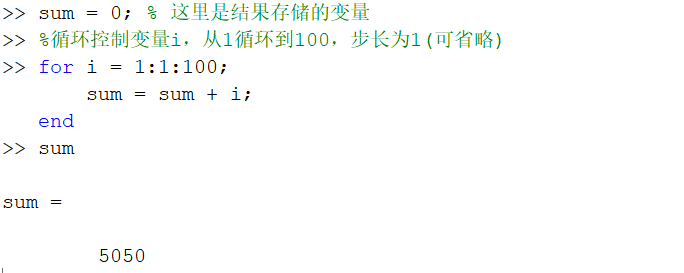 >> sum = 0; % 这里是结果存储的变量
>> %循环控制变量i，从1循环到100，步长为1(可省略)
>> for i = 1:1:100;
sum = sum + i;
end
>> sum
sum =
5050